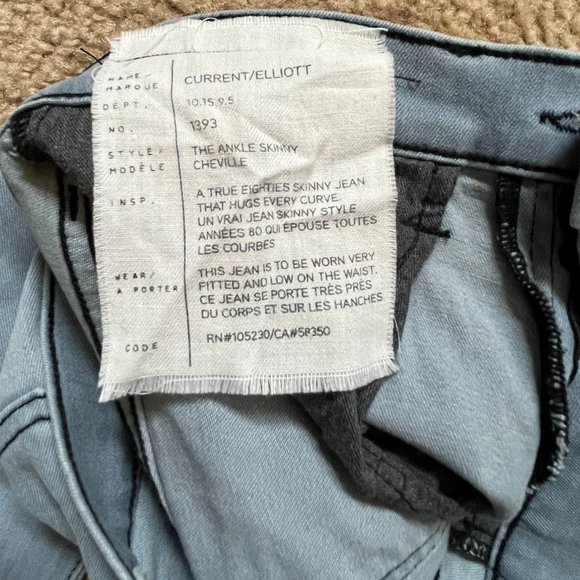 NAME/ MARQUE CURRENT/ELLIOTT
DEPT. 10.15.9.5
NO. 1393
STYLE/ MODÈLE THE ANKLE SKINNY
CHEVILLE
INSP. A TRUE EIGHTIES SKINNY JEAN
THAT HUGS EVERY CURVE.
UN VRAI JEAN SKINNY STYLE
ANNÉES 80 QUI ÉPOUSE TOUTES
LES COURBES
WEAR/ À PORTER THIS JEAN IS TO BE WORN VERY
FITTED AND LOW ON THE WAIST.
CE JEAN SE PORTE TRÈS PRÈS
DU CORPS ET SUR LES HANCHES
CODE RN#105230/CA#58350